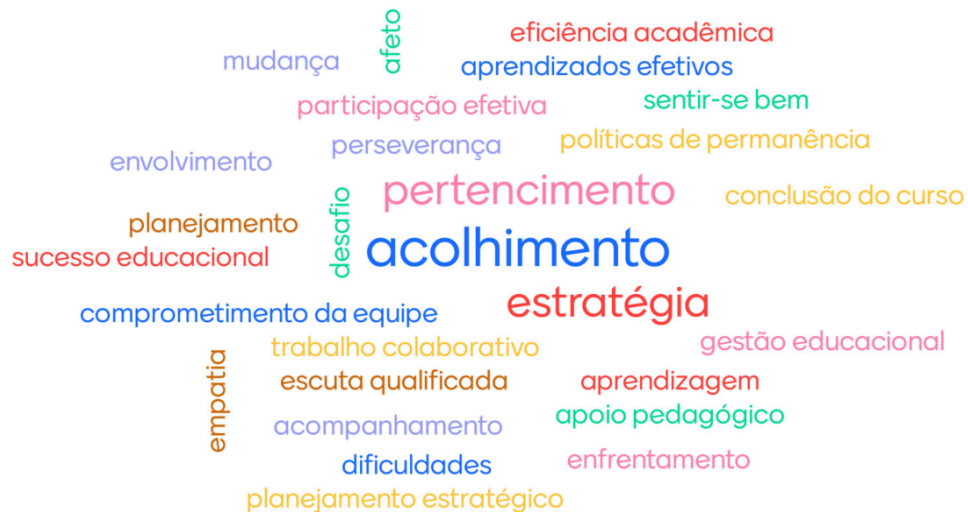 afeto
eficiência acadêmica
mudança
aprendizados efetivos
participação efetiva
sentir-se bem
perseverança
políticas de permanência
envolvimento
pertencimento
conclusão do curso
planejamento
desafio
acolhimento
sucesso educacional
estratégia
comprometimento da equipe
trabalho colaborativo
gestão educacional
empatia
escuta qualificada
aprendizagem
acompanhamento
apoio pedagógico
dificuldades
enfrentamento
planejamento estratégico